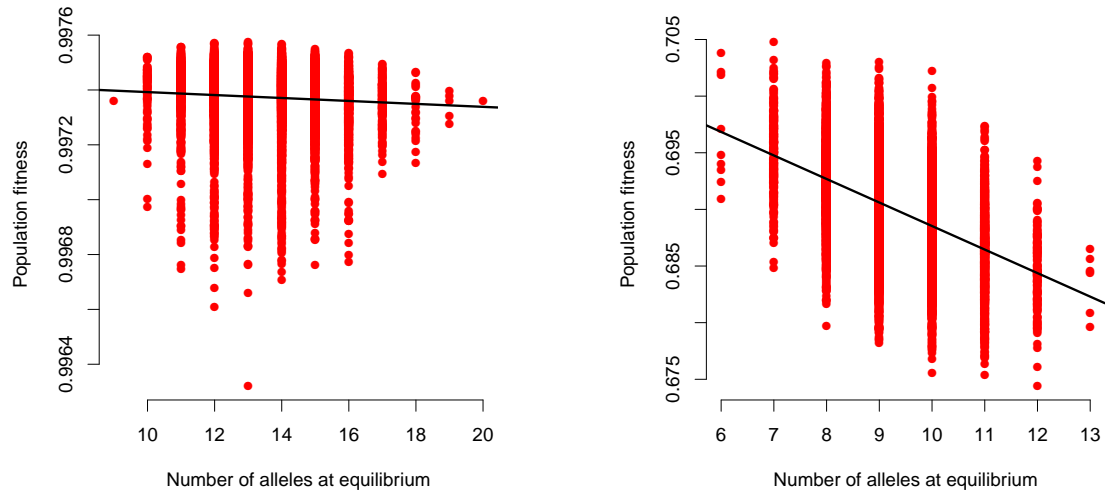 Population fitness
0.9976
0.9972
0.9968
0.9964
10 12 14 16 18 20
Number of alleles at equilibrium
Population fitness
0.705
0.695
0.685
0.675
6 7 8 9 10 11 12 13
Number of alleles at equilibrium